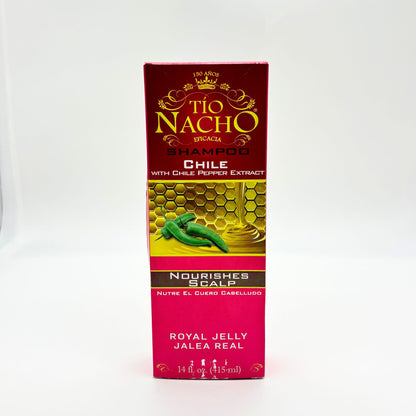 150 AÑOS
TÍO
NACHO®
EFICACIA
SHAMPOO
CHILE
WITH CHILE PEPPER EXTRACT
NOURISHES
SCALP
NUTRE EL CUERO CABELLUDO
ROYAL JELLY
JALEA REAL
14 fl. oz. (415 ml)